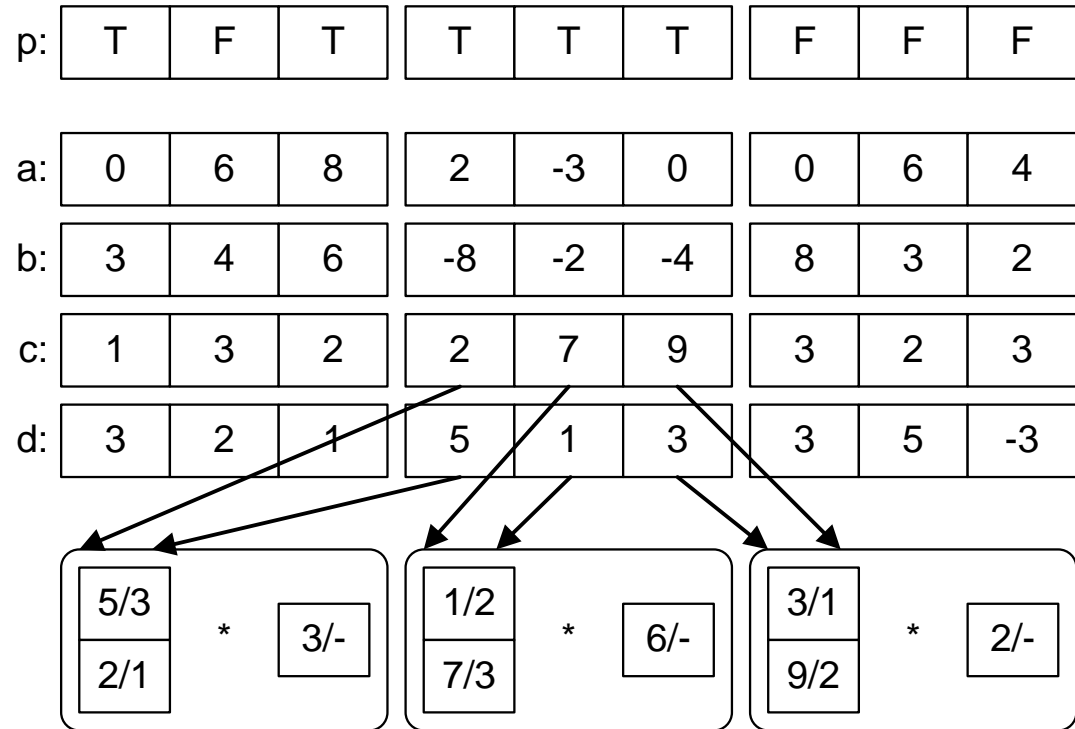 p: T F T T T T F F F
a: 0 6 8 2 -3 0 0 6 4
b: 3 4 6 -8 -2 -4 8 3 2
c: 1 3 2 2 7 9 3 2 3
d: 3 2 1 5 1 3 3 5 -3
5/3 1/2 3/1
* 3/- * 6/- * 2/-
2/1 7/3 9/2